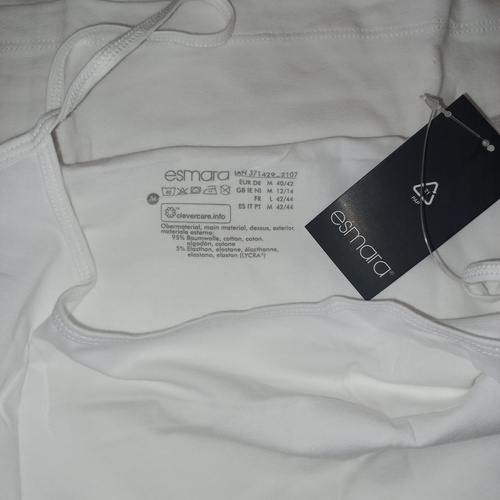 esmara IAN 371429_2107
EUR DE M 40/42
GB IE NI M 12/14
FR L 42/44
ES IT PT M 42/44
clevercare.info
Obermaterial, main material, dessus, exterior,
materiale esterno:
95% Baumwolle, cotton, coton,
algodón, cotone
5% Elasthan, elastane, élasthanne,
elastano, elastan (LYCRA®)
esmara®
21
PAP